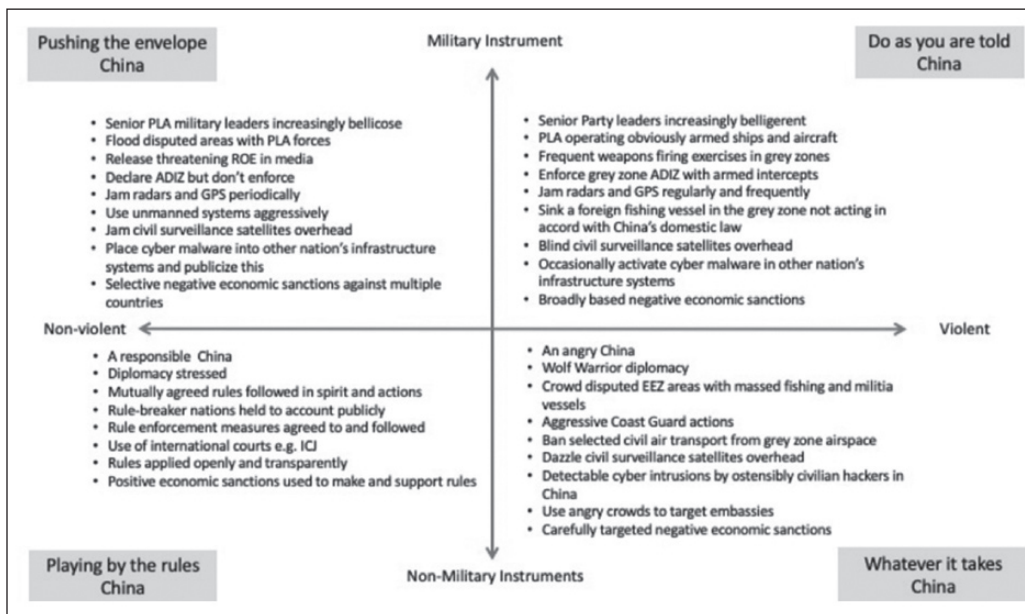 Pushing the envelope
China
Military Instrument
Do as you are told
China
• Senior PLA military leaders increasingly bellicose
• Flood disputed areas with PLA forces
• Release threatening ROE in media
• Declare ADIZ but don't enforce
• Jam radars and GPS periodically
• Use unmanned systems aggressively
• Jam civil surveillance satellites overhead
• Place cyber malware into other nation's infrastructure
systems and publicize this
• Selective negative economic sanctions against multiple
countries
• Senior Party leaders increasingly belligerent
• PLA operating obviously armed ships and aircraft
• Frequent weapons firing exercises in grey zones
• Enforce grey zone ADIZ with armed intercepts
• Jam radars and GPS regularly and frequently
• Sink a foreign fishing vessel in the grey zone not acting in
accord with China's domestic law
• Blind civil surveillance satellites overhead
• Occasionally activate cyber malware in other nation's
infrastructure systems
• Broadly based negative economic sanctions
Non-violent
Violent
• A responsible China
• Diplomacy stressed
• Mutually agreed rules followed in spirit and actions
• Rule-breaker nations held to account publicly
• Rule enforcement measures agreed to and followed
• Use of international courts e.g. ICJ
• Rules applied openly and transparently
• Positive economic sanctions used to make and support rules
• An angry China
• Wolf Warrior diplomacy
• Crowd disputed EEZ areas with massed fishing and militia
vessels
• Aggressive Coast Guard actions
• Ban selected civil air transport from grey zone airspace
• Dazzle civil surveillance satellites overhead
• Detectable cyber intrusions by ostensibly civilian hackers in
China
• Use angry crowds to target embassies
• Carefully targeted negative economic sanctions
Playing by the rules
China
Non-Military Instruments
Whatever it takes
China